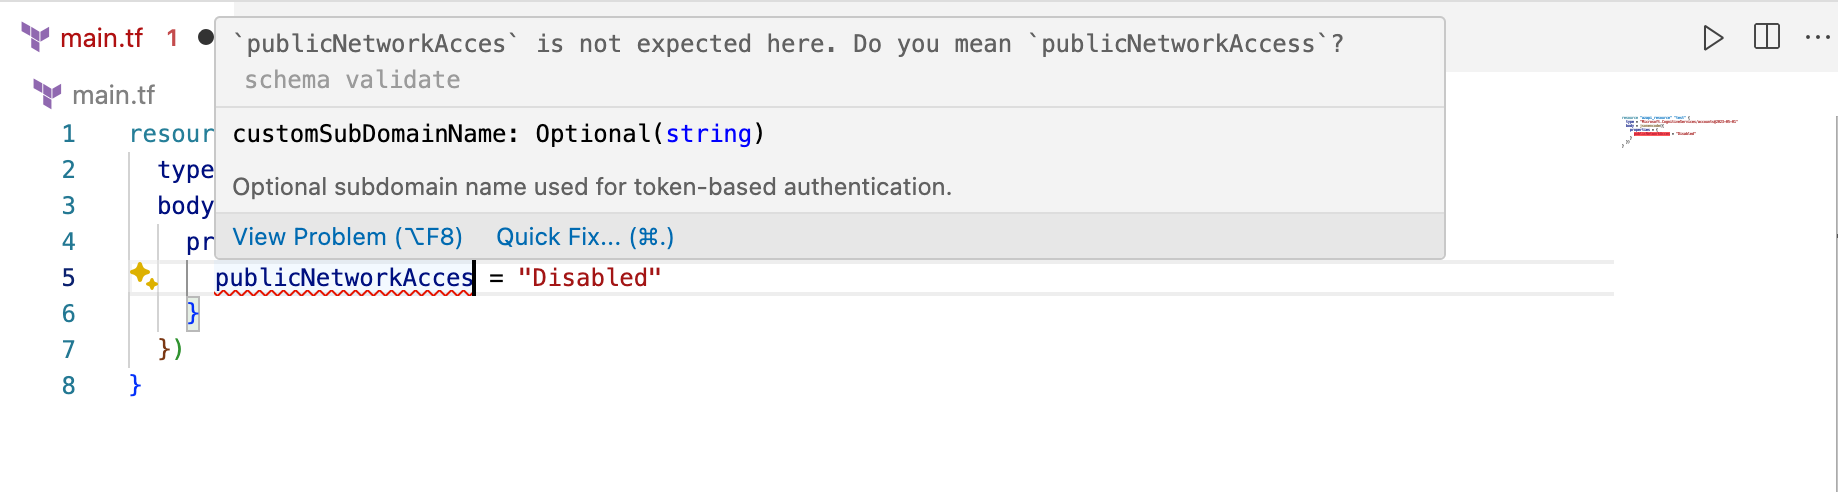 main.tf 1
`publicNetworkAcces` is not expected here. Do you mean `publicNetworkAccess`?
schema validate
main.tf
customSubDomainName: Optional(string)
Optional subdomain name used for token-based authentication.
View Problem (⌥F8) Quick Fix... (⌘.)
1 resour
2 type
3 body
4 pr
5 publicNetworkAcces = "Disabled"
6 }
7 })
8 }